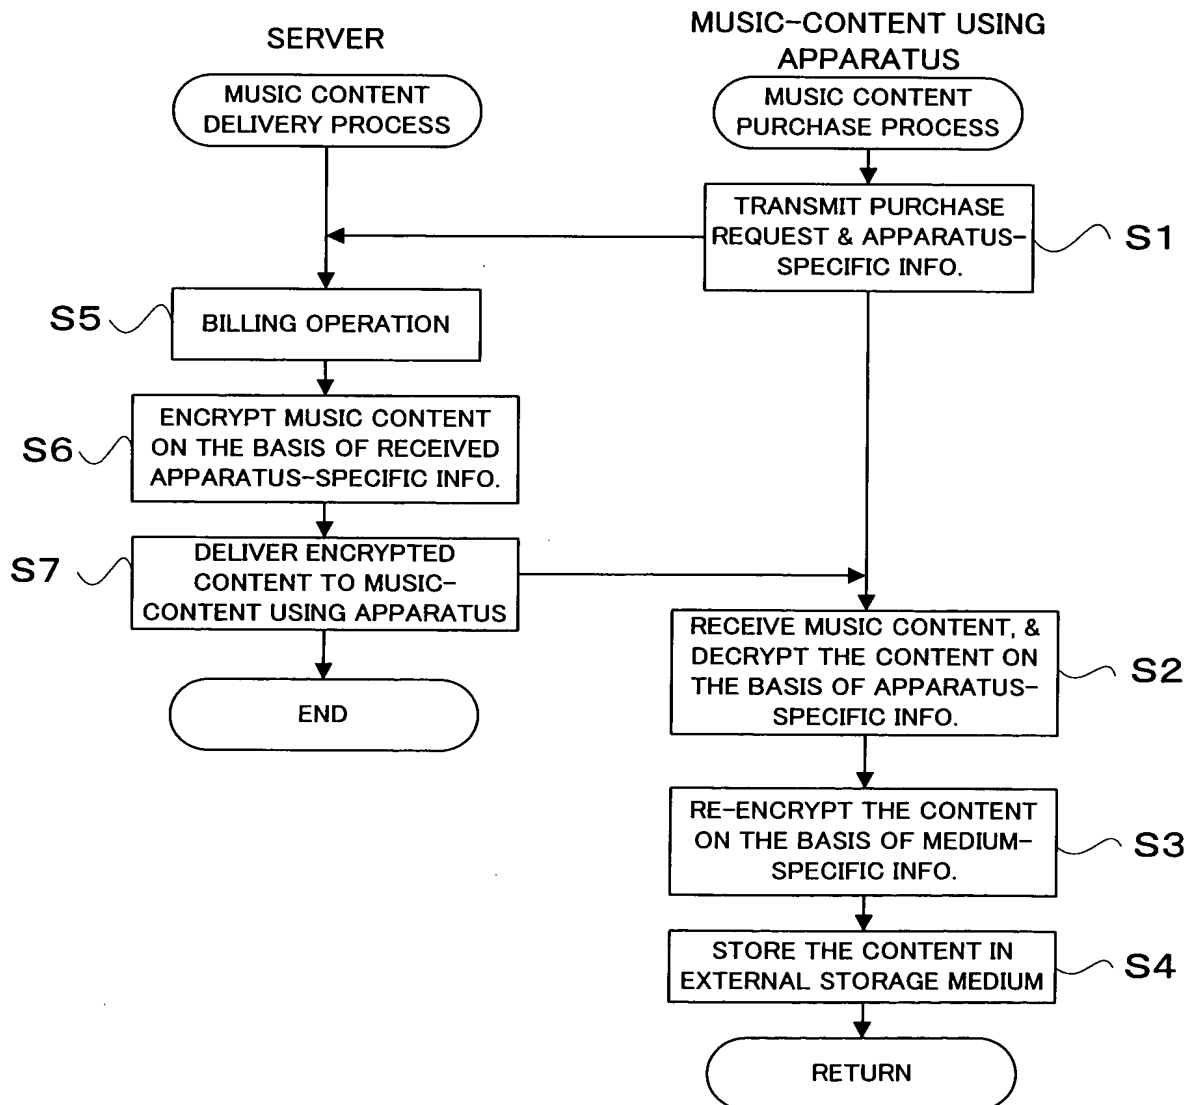 SERVER
MUSIC CONTENT
DELIVERY PROCESS
S5
BILLING OPERATION
S6
ENCRYPT MUSIC CONTENT
ON THE BASIS OF RECEIVED
APPARATUS-SPECIFIC INFO.
S7
DELIVER ENCRYPTED
CONTENT TO MUSIC-
CONTENT USING APPARATUS
END
MUSIC-CONTENT USING
APPARATUS
MUSIC CONTENT
PURCHASE PROCESS
TRANSMIT PURCHASE
REQUEST & APPARATUS-
SPECIFIC INFO.
S1
RECEIVE MUSIC CONTENT, &
DECRYPT THE CONTENT ON
THE BASIS OF APPARATUS-
SPECIFIC INFO.
S2
RE-ENCRYPT THE CONTENT
ON THE BASIS OF MEDIUM-
SPECIFIC INFO.
S3
STORE THE CONTENT IN
EXTERNAL STORAGE MEDIUM
S4
RETURN